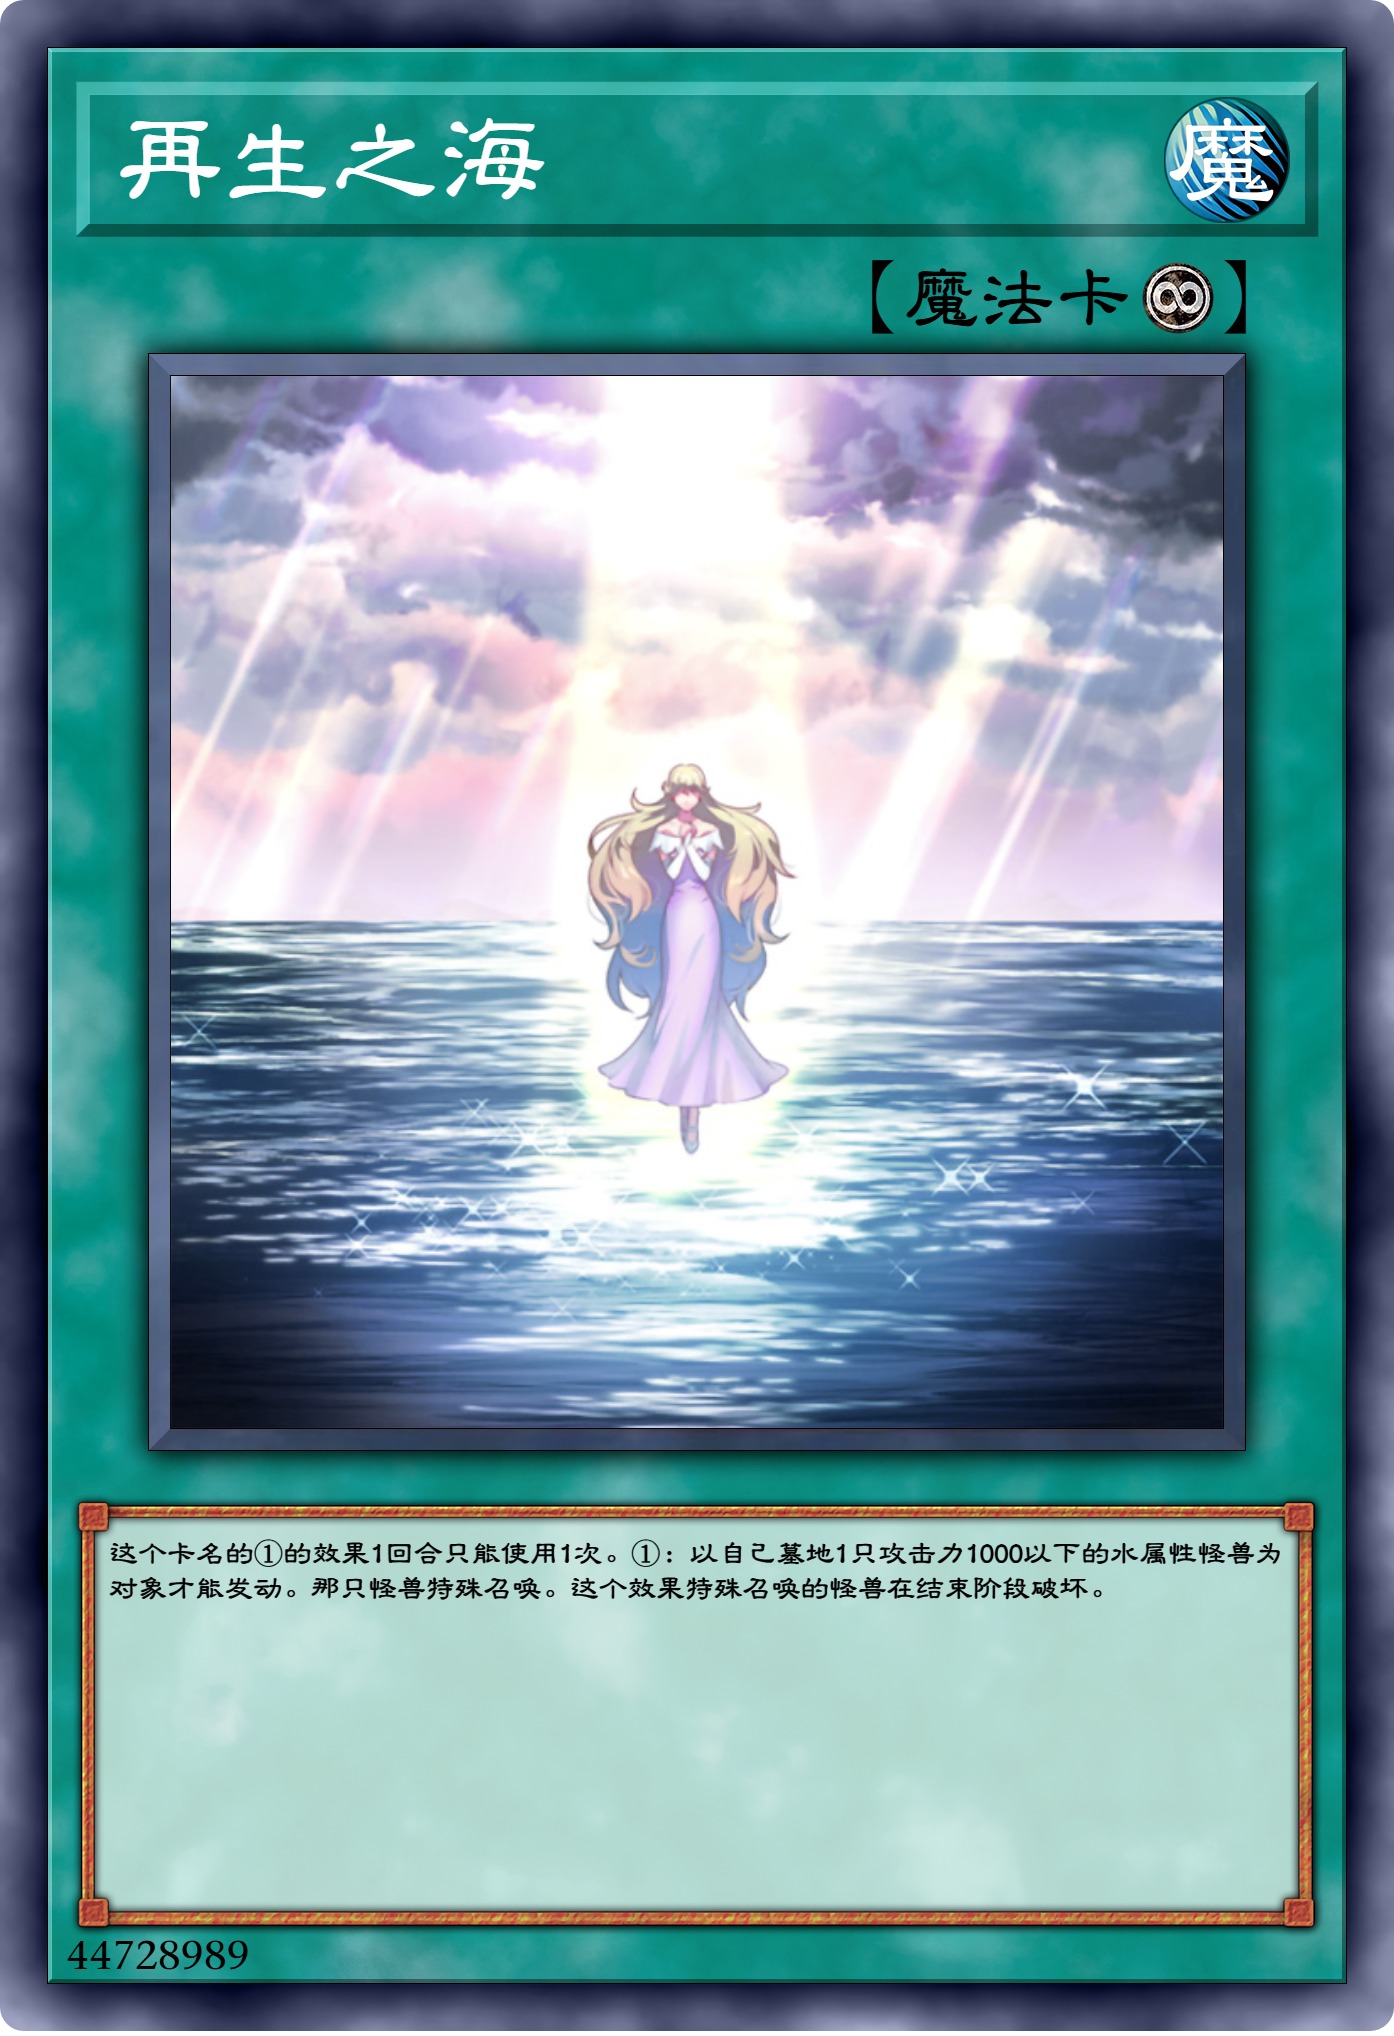 再生之海
魔
【魔法卡】
这个卡名的①的效果1回合只能使用1次。①：以自己墓地1只攻击力1000以下的水属性怪兽为
对象才能发动。那只怪兽特殊召唤。这个效果特殊召唤的怪兽在结束阶段破坏。
44728989